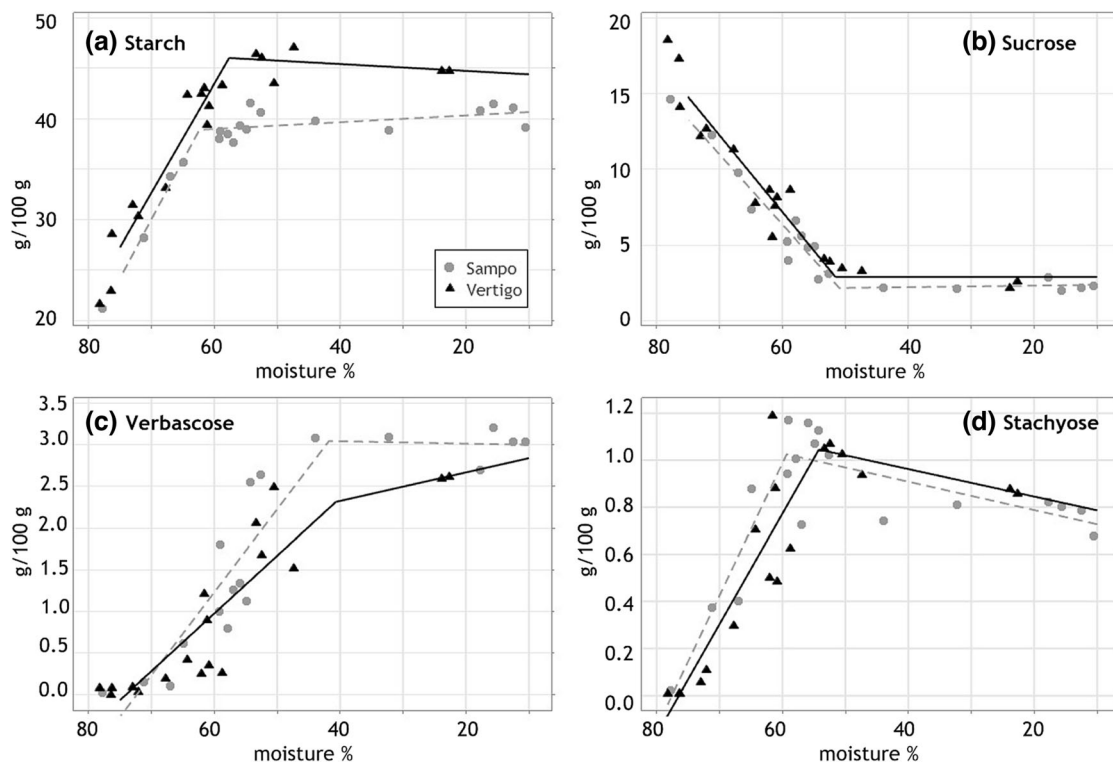 (a) Starch
50
40
30
20
g/100 g
80 60 40 20
moisture %
Sampo
Vertigo
(b) Sucrose
20
15
10
5
0
g/100 g
80 60 40 20
moisture %
(c) Verbascose
3.5
3.0
2.5
2.0
1.5
1.0
0.5
0.0
g/100 g
80 60 40 20
moisture %
(d) Stachyose
1.2
1.0
0.8
0.6
0.4
0.2
0.0
g/100 g
80 60 40 20
moisture %